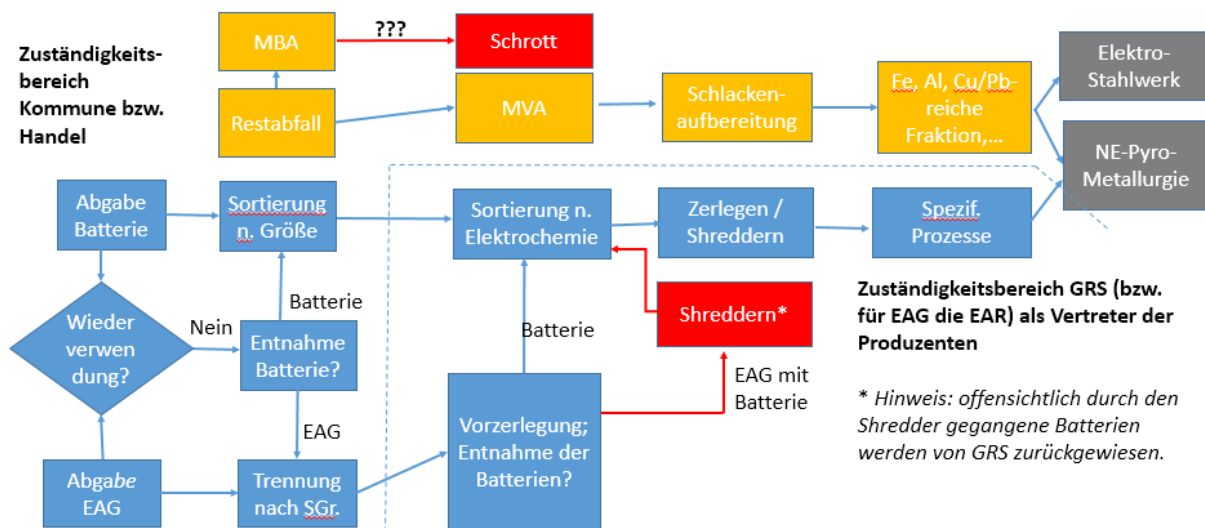 Zuständigkeits-
bereich
Kommune bzw.
Handel
MBA
???
Schrott
Restabfall
MVA
Schlacken-
aufbereitung
Fe, Al, Cu/Pb-
reiche
Fraktion,...
Elektro-
Stahlwerk
NE-Pyro-
Metallurgie
Abgabe
Batterie
Sortierung
n. Größe
Sortierung n.
Elektrochemie
Zerlegen /
Shreddern
Spezif.
Prozesse
Wieder
verwen
dung?
Nein
Batterie
Entnahme
Batterie?
EAG
Batterie
Shreddern*
EAG mit
Batterie
Vorzerlegung;
Entnahme der
Batterien?
Abgabe
EAG
Trennung
nach SGr.
Zuständigkeitsbereich GRS (bzw.
für EAG die EAR) als Vertreter der
Produzenten
* Hinweis: offensichtlich durch den
Shredder gegangene Batterien
werden von GRS zurückgewiesen.